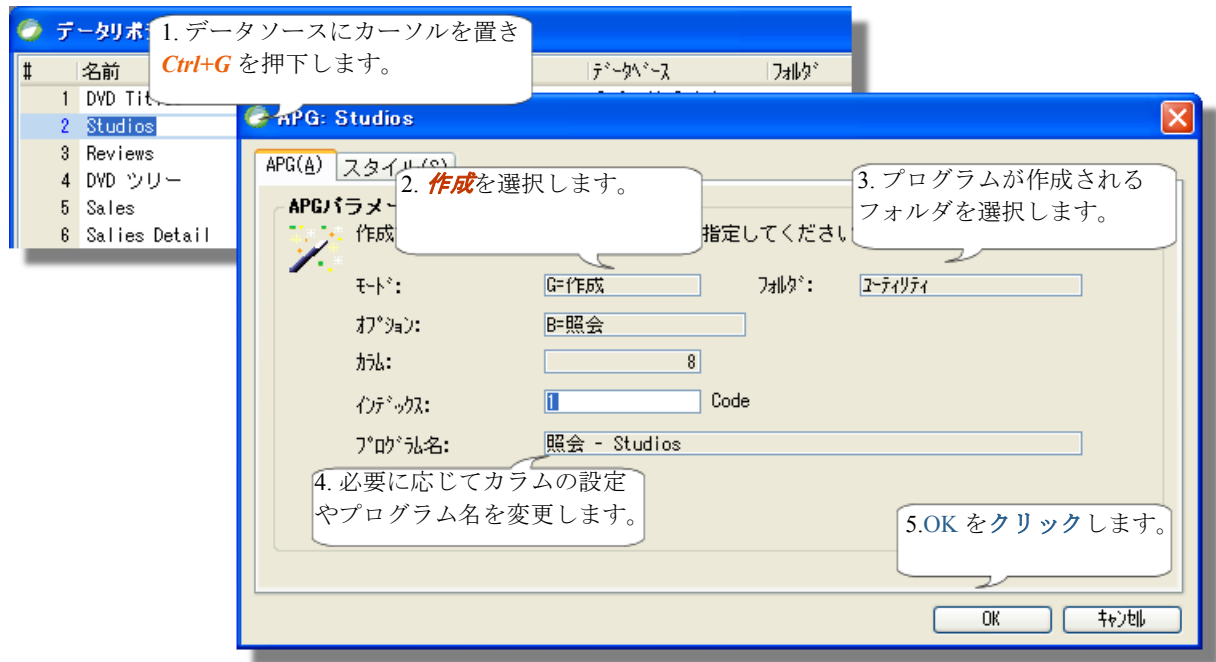 データリポ
1. データソースにカーソルを置き
Ctrl+G を押下します。
# 名前 ﾃﾞｰﾀﾍﾞｰｽ ﾌｫﾙﾀﾞ
1 DVD Tit
2 Studios
3 Reviews
4 DVD ツリー
5 Sales
6 Salies Detail
APG: Studios
APG(A) スタイル(S)
2. 作成を選択します。
3. プログラムが作成される
フォルダを選択します。
APGパラメー
作成 指定してください
ﾓｰﾄﾞ: G=作成 ﾌｫﾙﾀﾞ: ﾕｰﾃｨﾘﾃｨ
ｵﾌﾟｼｮﾝ: B=照会
ｶﾗﾑ: 8
ｲﾝﾃﾞｯｸｽ: 1 Code
ﾌﾟﾛｸﾞﾗﾑ名: 照会 - Studios
4. 必要に応じてカラムの設定
やプログラム名を変更します。
5.OK をクリックします。
OK ｷｬﾝｾﾙ